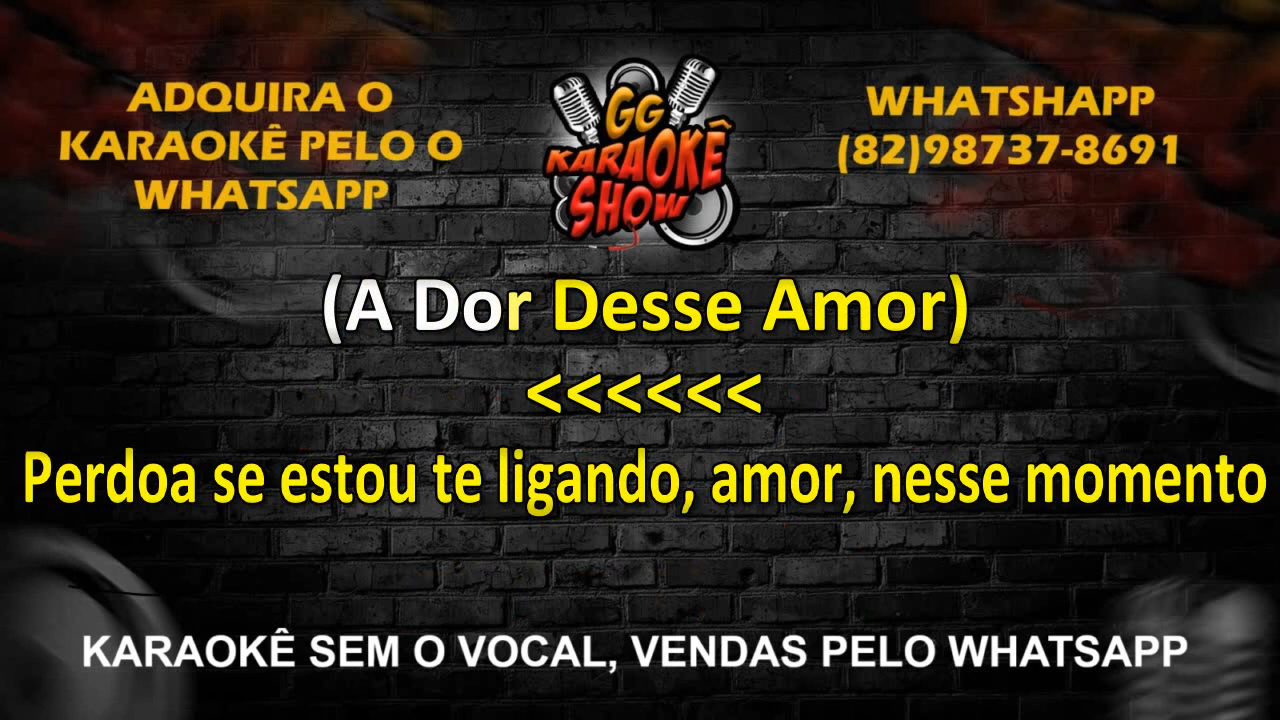 ADQUIRA O
KARAOKÊ PELO O
WHATSAPP
GG
KARAOKÊ
SHOW
WHATSHAPP
(82)98737-8691
(A Dor Desse Amor)
<<<<<<
Perdoa se estou te ligando, amor, nesse momento
KARAOKÊ SEM O VOCAL, VENDAS PELO WHATSAPP